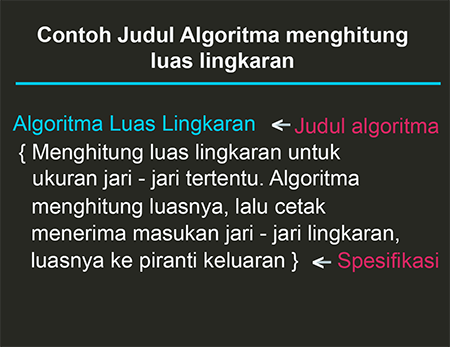 Contoh Judul Algoritma menghitung
luas lingkaran
Algoritma Luas Lingkaran ← Judul algoritma
{ Menghitung luas lingkaran untuk
ukuran jari - jari tertentu. Algoritma
menghitung luasnya, lalu cetak
menerima masukan jari - jari lingkaran,
luasnya ke piranti keluaran } ← Spesifikasi